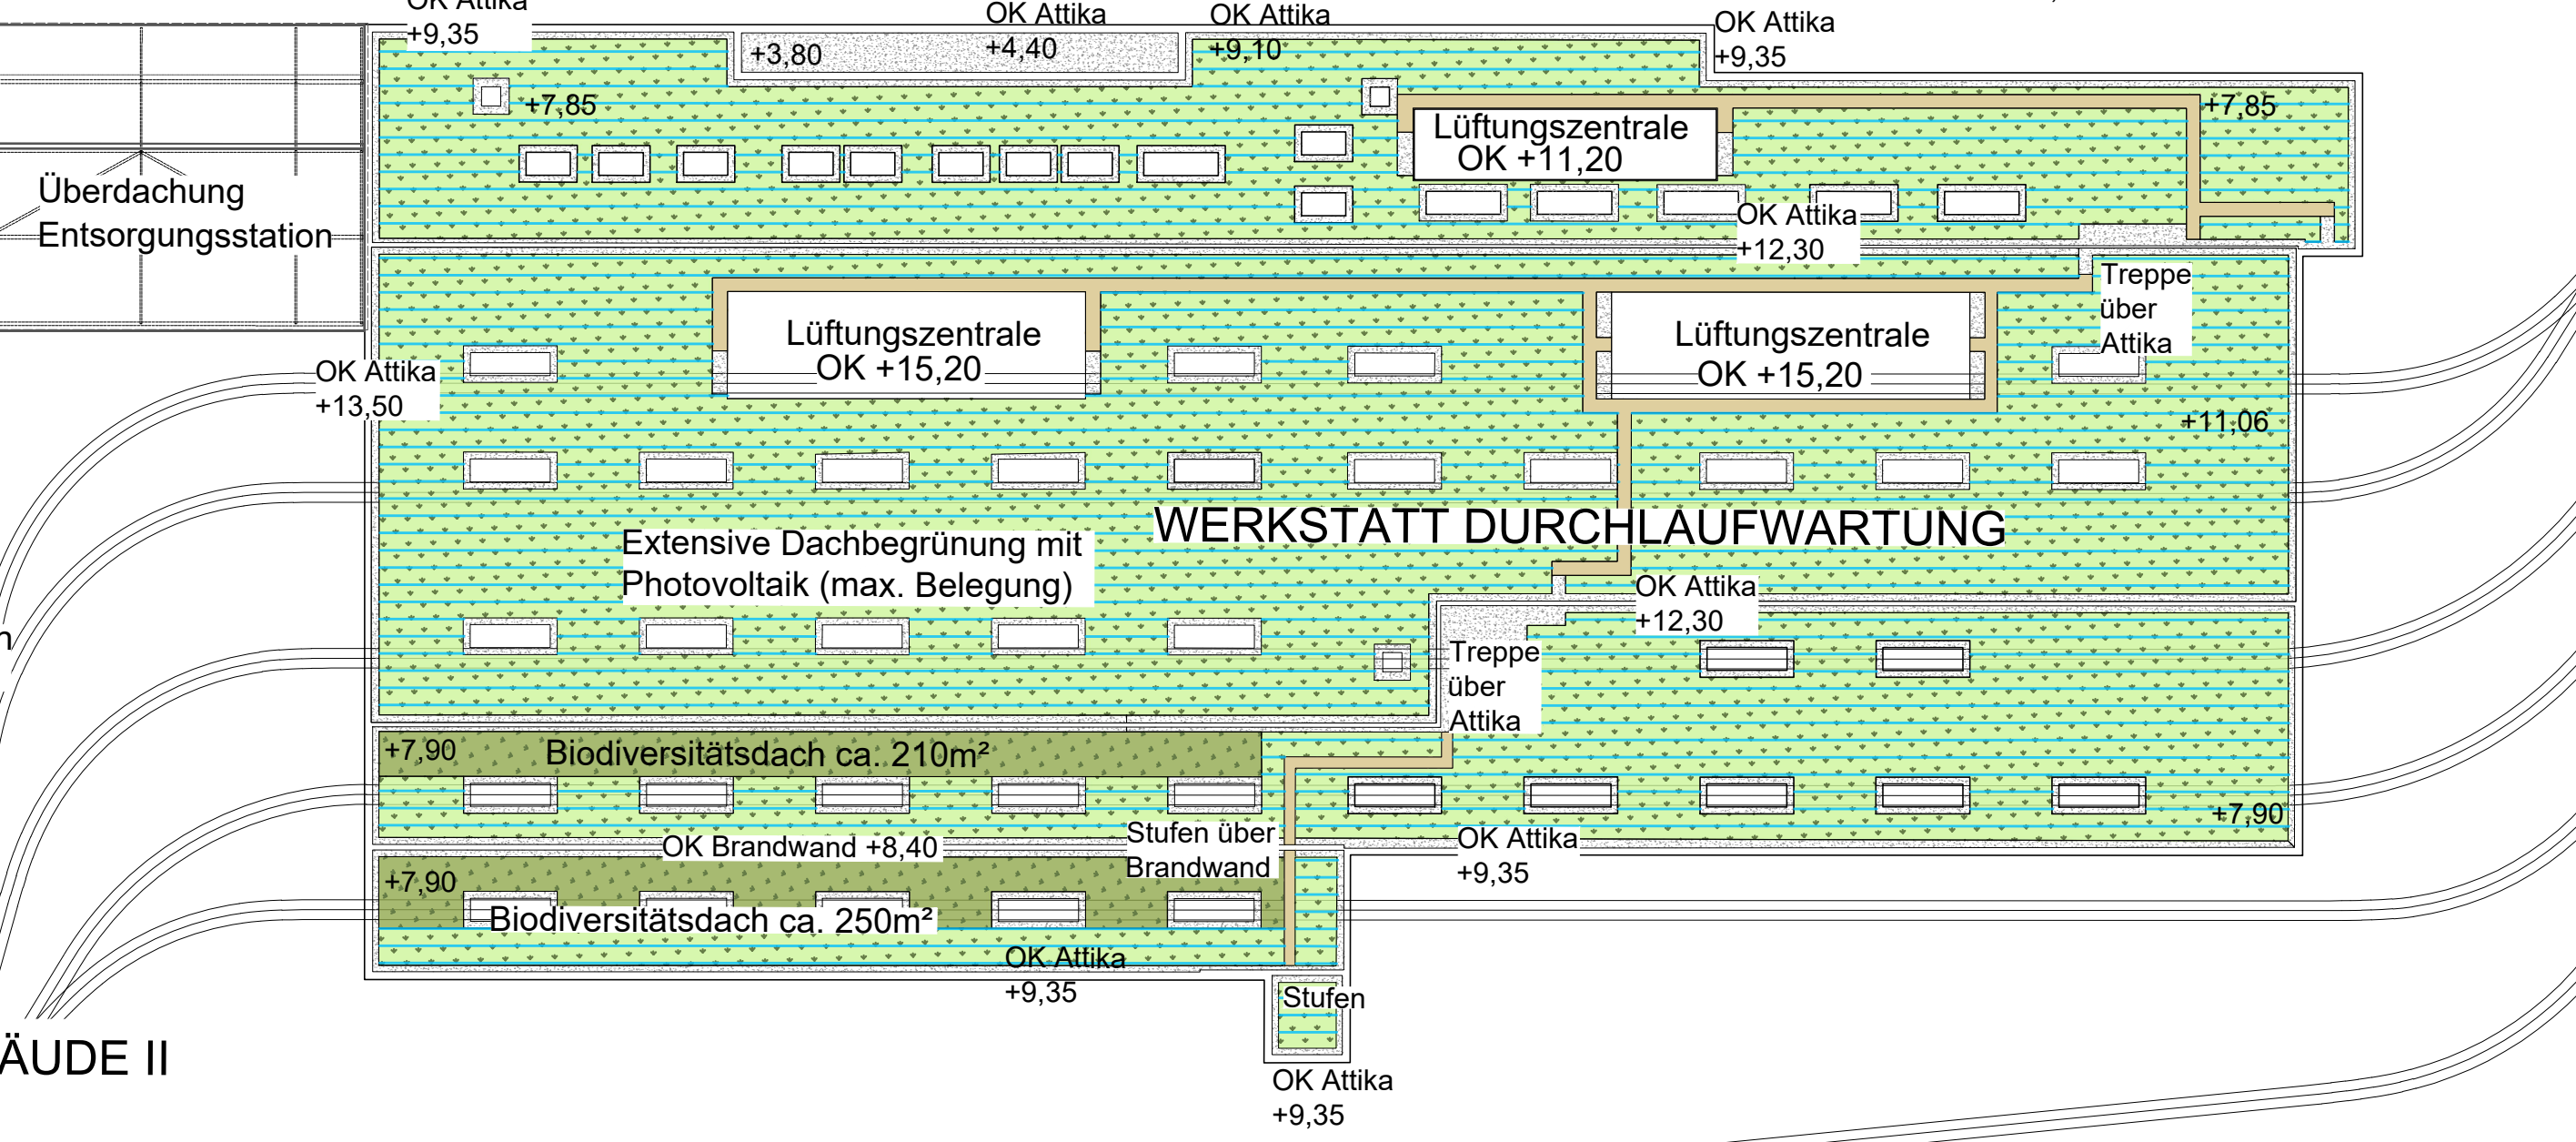 OK Attika
+9,35
OK Attika
+4,40
OK Attika
+9,10
OK Attika
+9,35
+3,80
+7,85
+7,85
Lüftungszentrale
OK +11,20
Überdachung
Entsorgungsstation
OK Attika
+12,30
Treppe
über
Attika
Lüftungszentrale
OK +15,20
Lüftungszentrale
OK +15,20
OK Attika
+13,50
+11,06
WERKSTATT DURCHLAUFWARTUNG
Extensive Dachbegrünung mit
Photovoltaik (max. Belegung)
OK Attika
+12,30
Treppe
über
Attika
+7,90
Biodiversitätsdach ca. 210m²
+7,90
OK Brandwand +8,40
Stufen über
Brandwand
OK Attika
+9,35
+7,90
Biodiversitätsdach ca. 250m²
OK Attika
+9,35
Stufen
ÄUDE II
OK Attika
+9,35